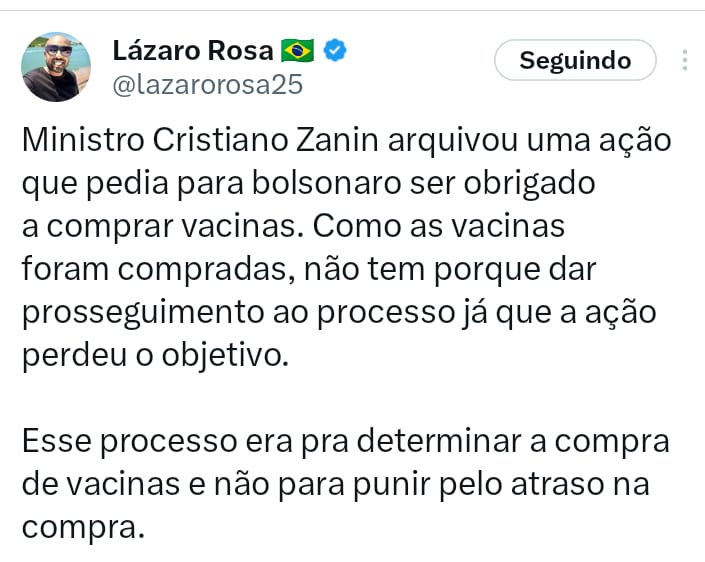 Lázaro Rosa 🇧🇷
Seguindo
@lazarorosa25
Ministro Cristiano Zanin arquivou uma ação
que pedia para bolsonaro ser obrigado
a comprar vacinas. Como as vacinas
foram compradas, não tem porque dar
prosseguimento ao processo já que a ação
perdeu o objetivo.
Esse processo era pra determinar a compra
de vacinas e não para punir pelo atraso na
compra.